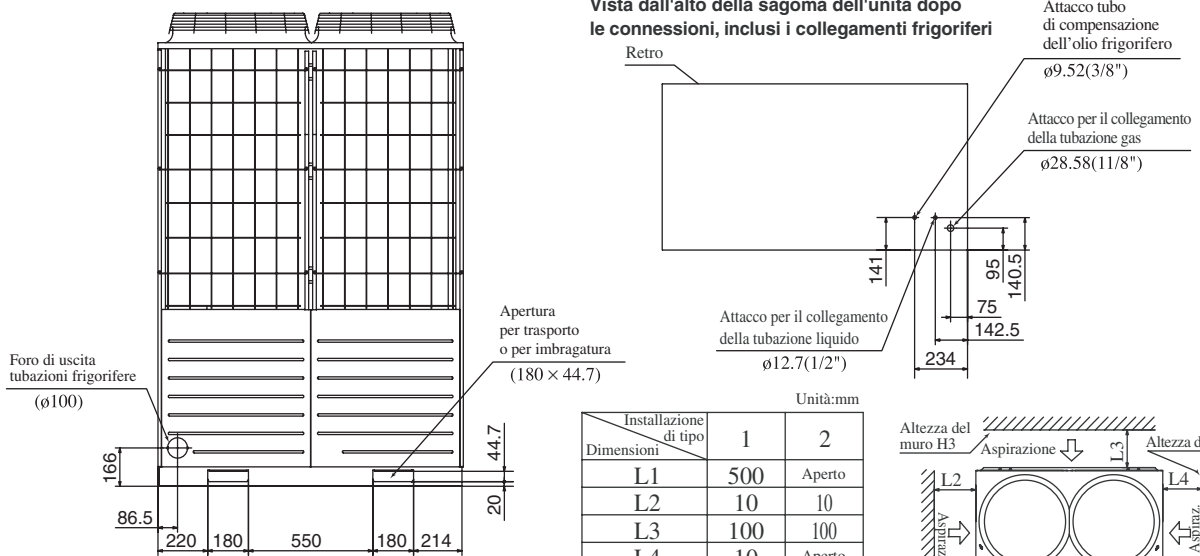 Vista dall'alto della sagoma dell'unità dopo
le connessioni, inclusi i collegamenti frigoriferi
Retro
Attacco tubo
di compensazione
dell'olio frigorifero
ø9.52(3/8")
Attacco per il collegamento
della tubazione gas
ø28.58(11/8")
141
95
140.5
75
142.5
234
Attacco per il collegamento
della tubazione liquido
ø12.7(1/2")
Apertura
per trasporto
o per imbragatura
(180 × 44.7)
Foro di uscita
tubazioni frigorifere
(ø100)
166
86.5
220 180 550 180 214
44.7
20
Unità:mm
Installazione
di tipo
Dimensioni
1 2
L1 500 Aperto
L2 10 10
L3 100 100
L4 10 Aperto
Altezza del
muro H3
Aspirazione
L3
Altezza d
L2
L4
Aspiraz
Aspiraz.